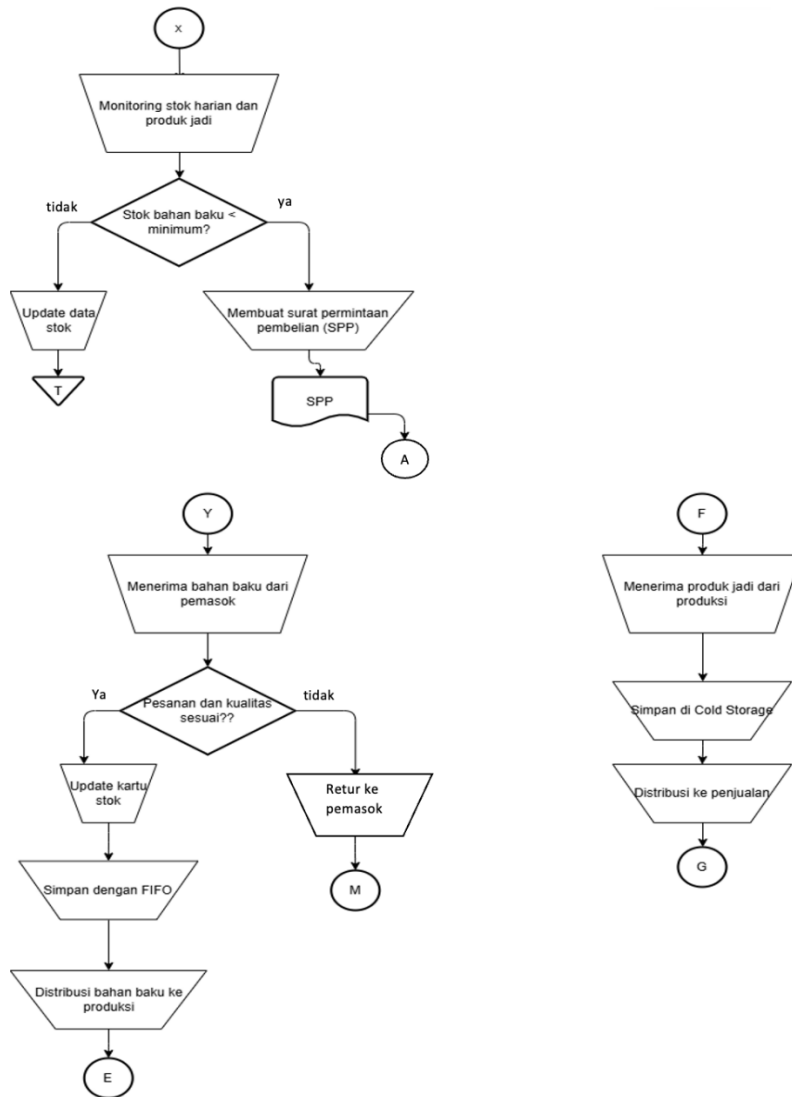 x
Monitoring stok harian dan
produk jadi
Stok bahan baku <
minimum?
tidak
ya
Update data
stok
Membuat surat permintaan
pembelian (SPP)
T
SPP
A
Y
Menerima bahan baku dari
pemasok
Pesanan dan kualitas
sesuai??
Ya
tidak
Update kartu
stok
Retur ke
pemasok
Simpan dengan FIFO
M
Distribusi bahan baku ke
produksi
E
F
Menerima produk jadi dari
produksi
Simpan di Cold Storage
Distribusi ke penjualan
G